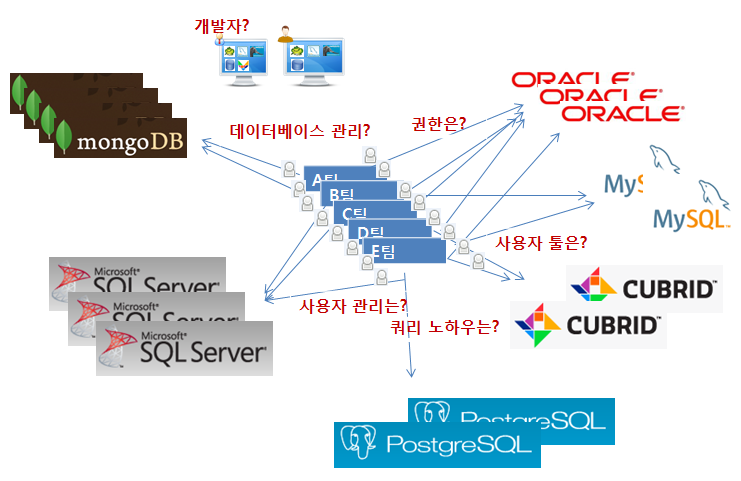 개발자?
ORACLE
ORACLE
ORACLE
mongoDB
데이터베이스 관리?
권한은?
A팀
B팀
C팀
D팀
E팀
MyS
MySQL
사용자 툴은?
Microsoft
SQL Server
Microsoft
SQL Server
Microsoft
SQL Server
사용자 관리는?
쿼리 노하우는?
CUBRID
CUBRID
PostgreSQL
PostgreSQL